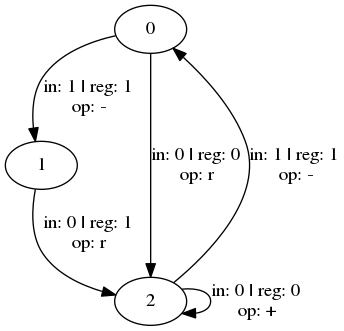 0
in: 1 | reg: 1
op: -
in: 0 | reg: 0
op: r
in: 1 | reg: 1
op: -
1
in: 0 | reg: 1
op: r
2
in: 0 | reg: 0
op: +